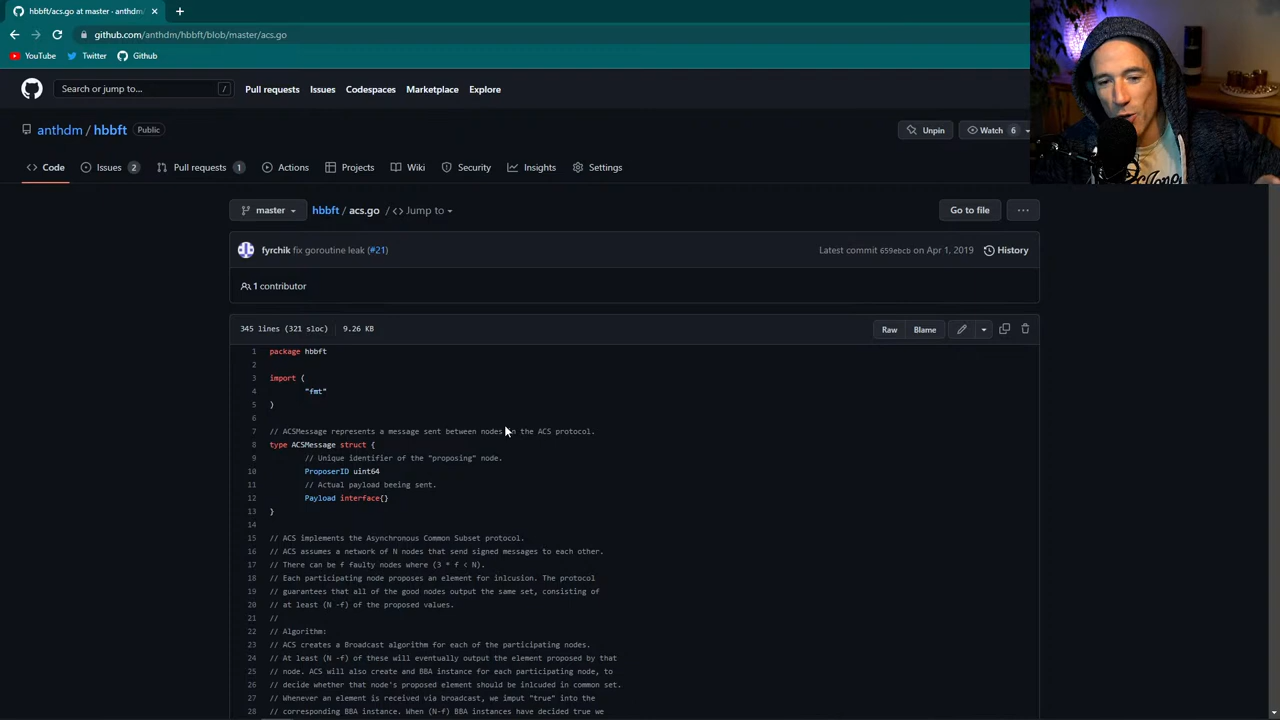 hbbft/acs.go at master · anthdm/
github.com/anthdm/hbbft/blob/master/acs.go
YouTube Twitter Github
Search or jump to... / Pull requests Issues Codespaces Marketplace Explore
anthdm / hbbft Public Unpin Watch 6
Code Issues 2 Pull requests 1 Actions Projects Wiki Security Insights Settings
master hbbft / acs.go / <> Jump to Go to file ...
fyrchik fix goroutine leak (#21) Latest commit 659ebcb on Apr 1, 2019 History
1 contributor
345 lines (321 sloc) 9.26 KB Raw Blame
1 package hbbft
2
3 import (
4 "fmt"
5 )
6
7 // ACSMessage represents a message sent between nodes in the ACS protocol.
8 type ACSMessage struct {
9 // Unique identifier of the "proposing" node.
10 ProposerID uint64
11 // Actual payload beeing sent.
12 Payload interface{}
13 }
14
15 // ACS implements the Asynchronous Common Subset protocol.
16 // ACS assumes a network of N nodes that send signed messages to each other.
17 // There can be f faulty nodes where (3 * f < N).
18 // Each participating node proposes an element for inlcusion. The protocol
19 // guarantees that all of the good nodes output the same set, consisting of
20 // at least (N -f) of the proposed values.
21 //
22 // Algorithm:
23 // ACS creates a Broadcast algorithm for each of the participating nodes.
24 // At least (N -f) of these will eventually output the element proposed by that
25 // node. ACS will also create and BBA instance for each participating node, to
26 // decide whether that node's proposed element should be inlcuded in common set.
27 // Whenever an element is received via broadcast, we imput "true" into the
28 // corresponding BBA instance. When (N-f) BBA instances have decided true we